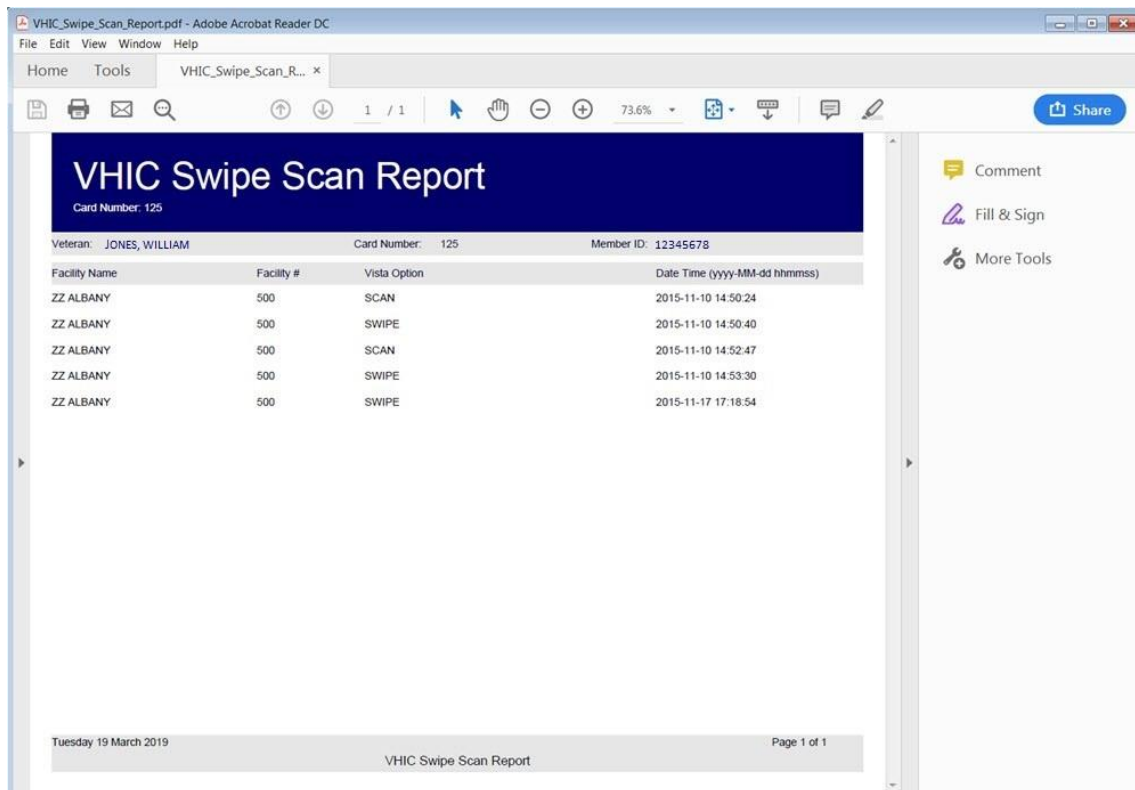 VHIC_Swipe_Scan_Report.pdf - Adobe Acrobat Reader DC
File Edit View Window Help
Home Tools VHIC_Swipe_Scan_R... ×
1 / 1 73.6% Share
VHIC Swipe Scan Report
Card Number: 125
Veteran: JONES, WILLIAM Card Number: 125 Member ID: 12345678
Facility Name Facility # Vista Option Date Time (yyyy-MM-dd hhmmss)
ZZ ALBANY 500 SCAN 2015-11-10 14:50:24
ZZ ALBANY 500 SWIPE 2015-11-10 14:50:40
ZZ ALBANY 500 SCAN 2015-11-10 14:52:47
ZZ ALBANY 500 SWIPE 2015-11-10 14:53:30
ZZ ALBANY 500 SWIPE 2015-11-17 17:18:54
Tuesday 19 March 2019 Page 1 of 1
VHIC Swipe Scan Report
Comment
Fill & Sign
More Tools